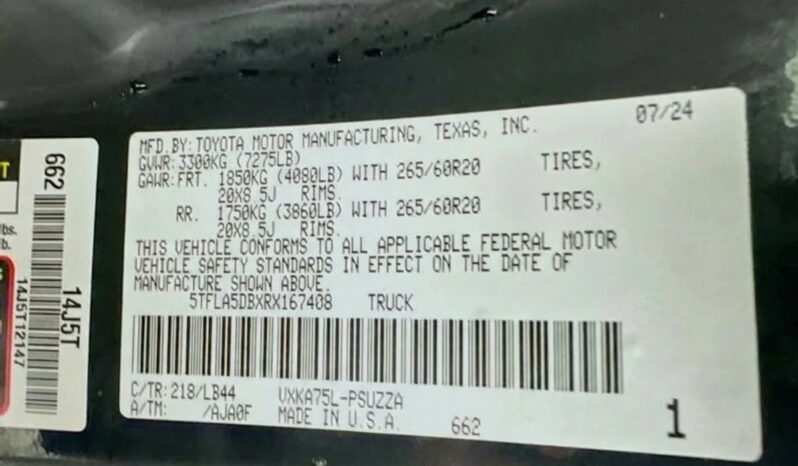 MFD. BY: TOYOTA MOTOR MANUFACTURING, TEXAS, INC. 07/24
GVWR: 3300KG (7275LB)
GAWR: FRT. 1850KG (4080LB) WITH 265/60R20 TIRES,
20X8.5J RIMS.
RR. 1750KG (3860LB) WITH 265/60R20 TIRES,
20X8.5J RIMS.
THIS VEHICLE CONFORMS TO ALL APPLICABLE FEDERAL MOTOR
VEHICLE SAFETY STANDARDS IN EFFECT ON THE DATE OF
MANUFACTURE SHOWN ABOVE.
5TFLA5DBXRX167408 TRUCK
C/TR: 218/LB44 VXKA75L-PSUZZA
A/TM: /AJA0F MADE IN U.S.A. 662 1
662
14J5T
14J5T12147
T
lbs.
lb.